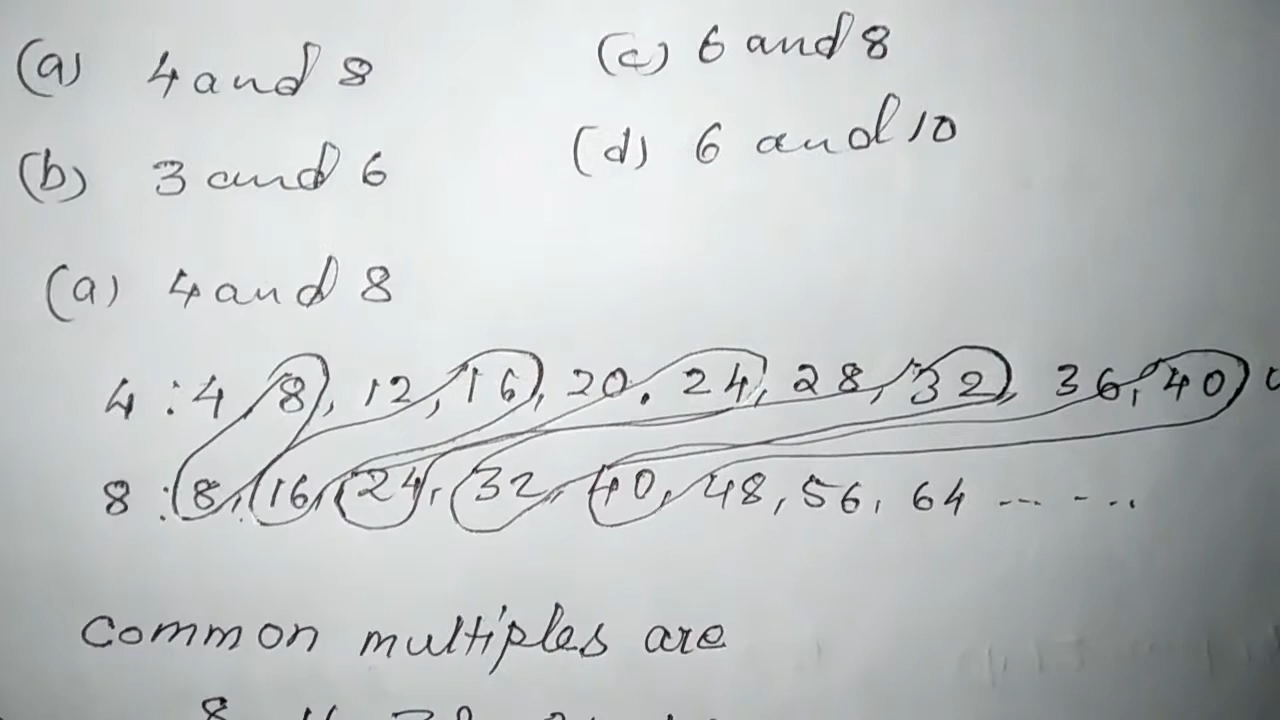 (a) 4 and 8 (c) 6 and 8
(b) 3 and 6 (d) 6 and 10
(a) 4 and 8
4 : 4 8, 12, 16, 20. 24, 28, 32, 36, 40
8 : 8, 16, 24, 32, 40, 48, 56, 64 --- - ..
Common multiples are
8